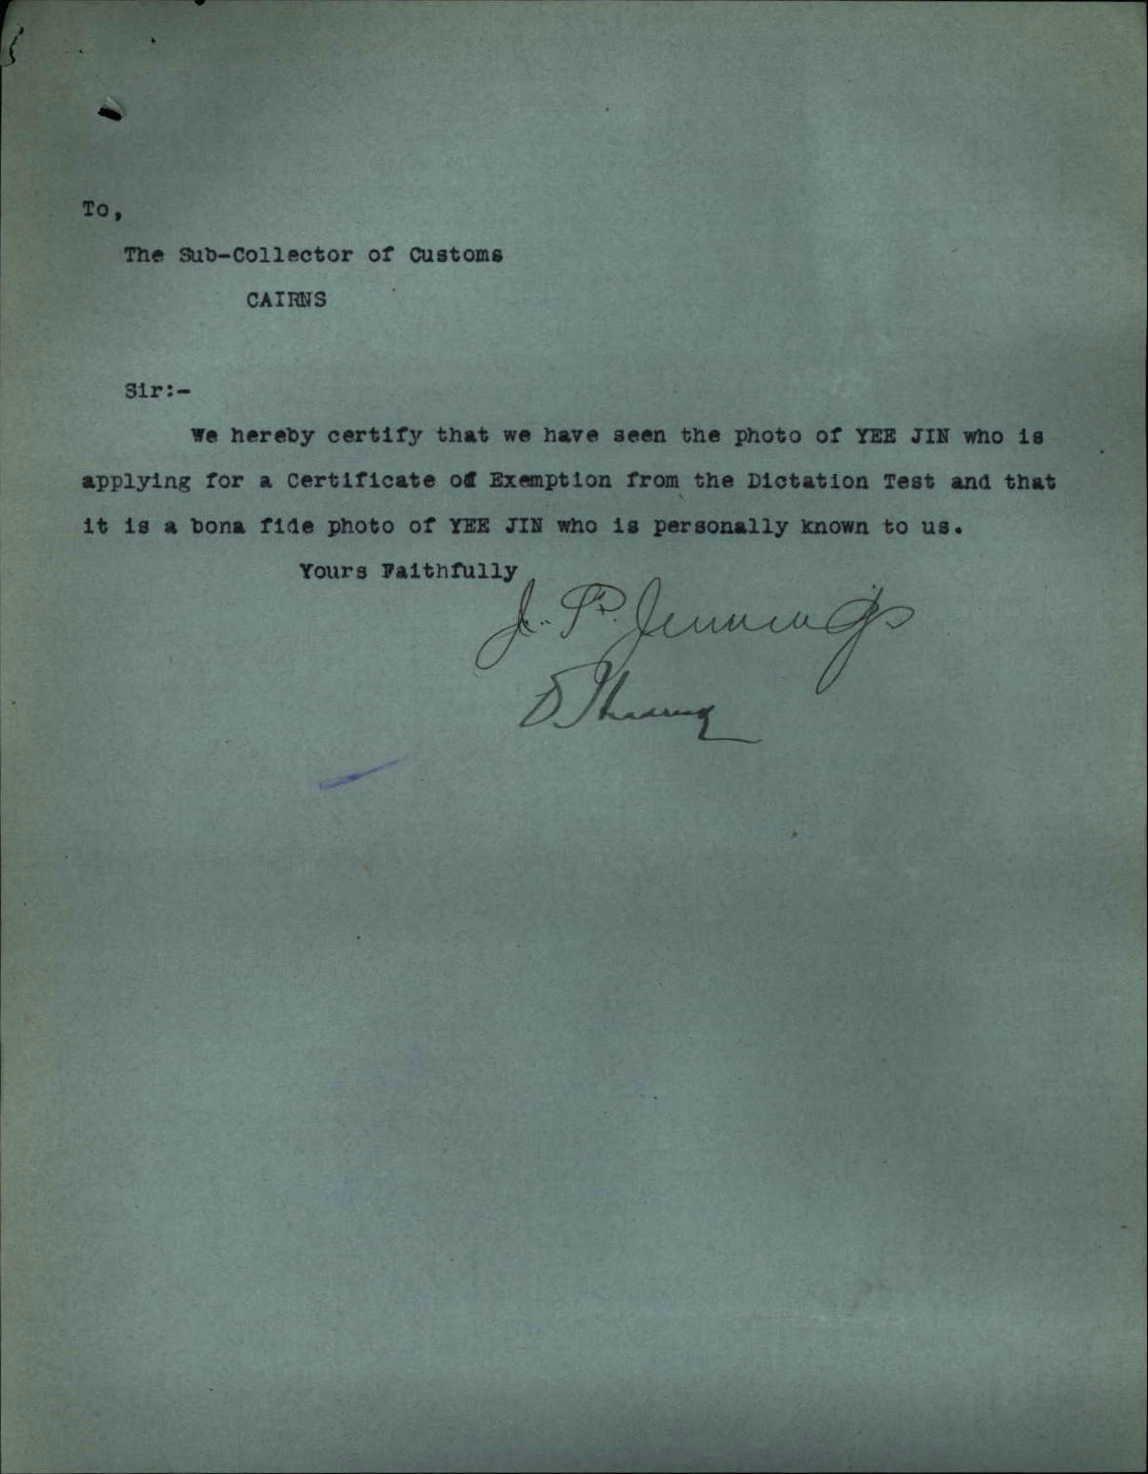 To,
The Sub-Collector of Customs
CAIRNS
Sir:-
We hereby certify that we have seen the photo of YEE JIN who is
applying for a Certificate of Exemption from the Dictation Test and that
it is a bona fide photo of YEE JIN who is personally known to us.
Yours Faithfully
J. P. Jennings